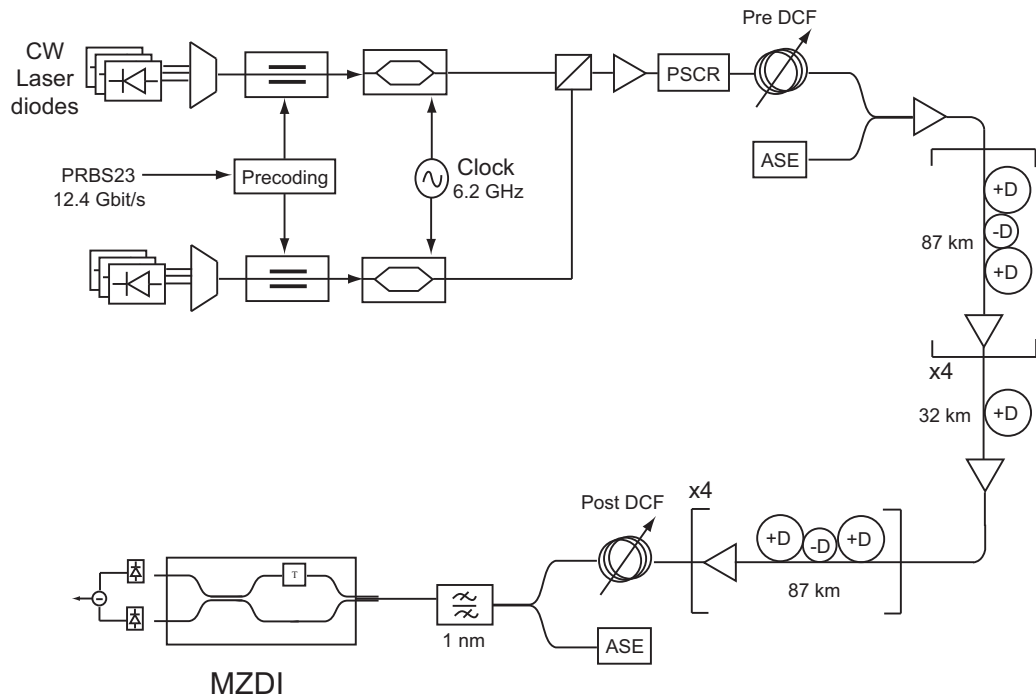 CW
Laser
diodes
PRBS23
12.4 Gbit/s
Precoding
Clock
6.2 GHz
PSCR
Pre DCF
ASE
+D
-D
+D
87 km
x4
32 km
+D
x4
+D
-D
+D
87 km
Post DCF
ASE
1 nm
T
MZDI